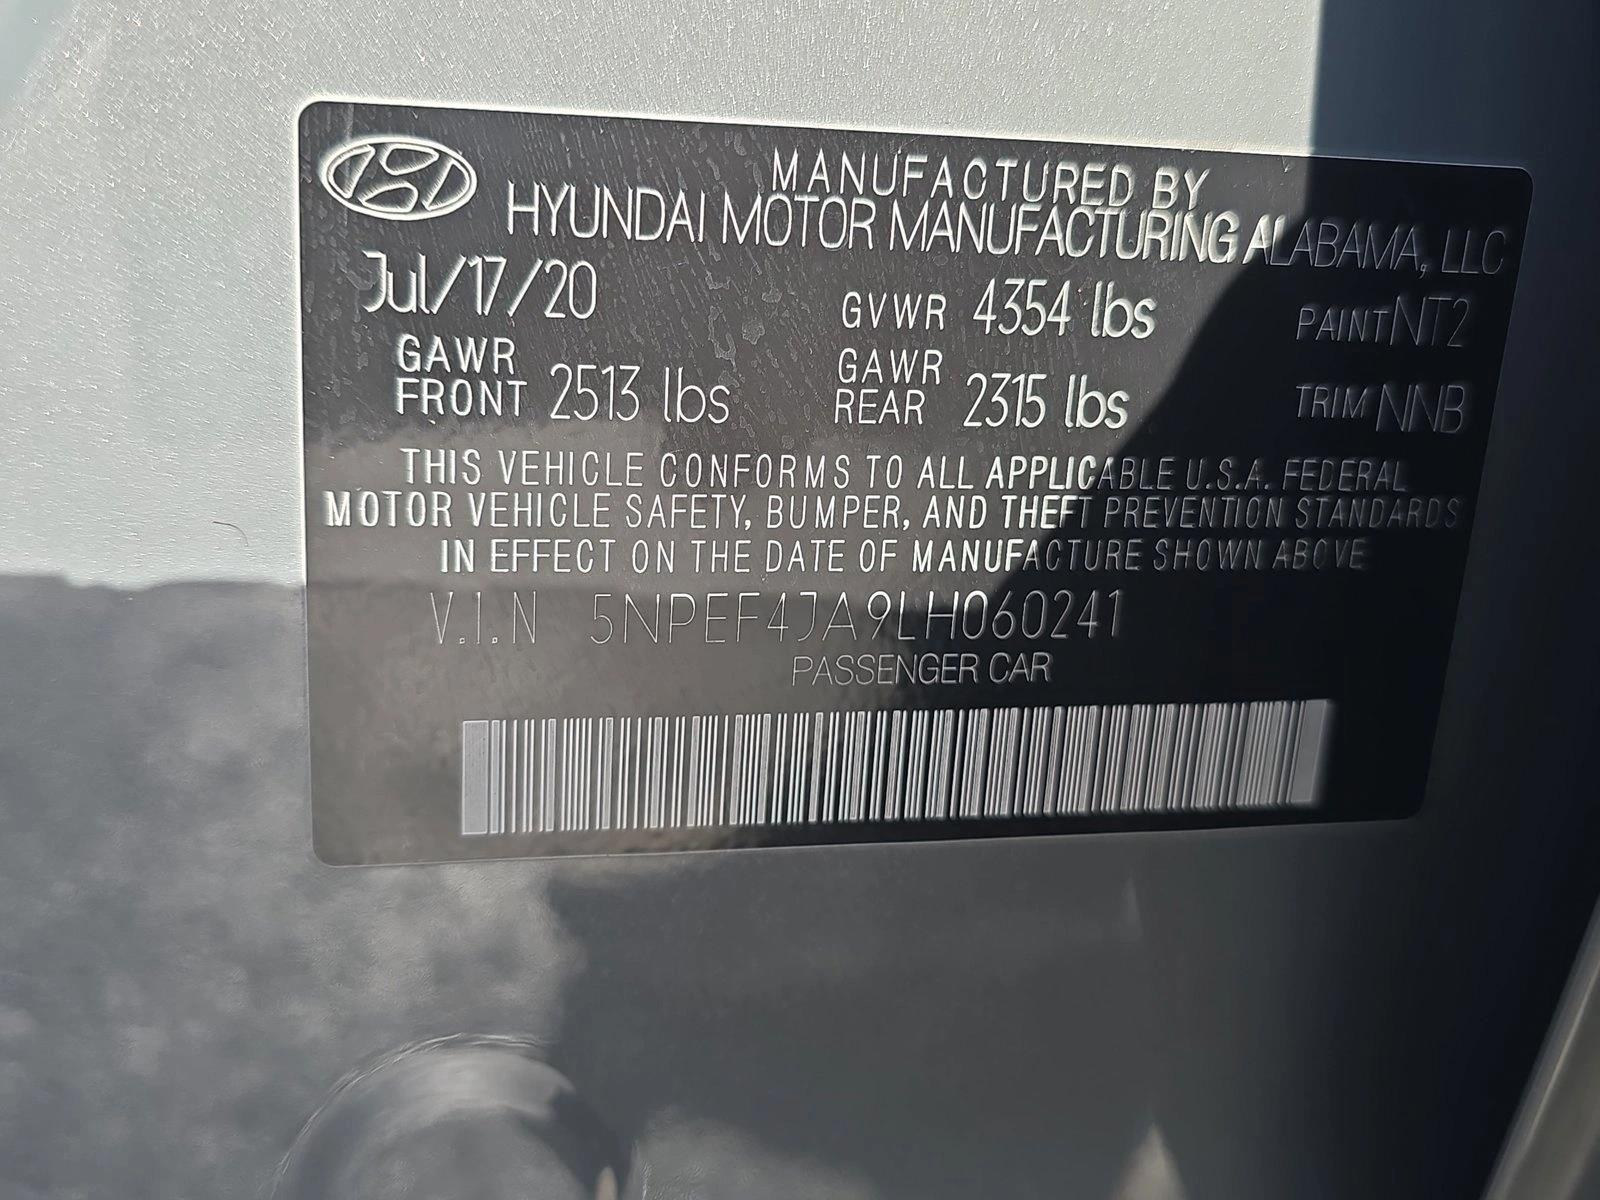 MANUFACTURED BY
HYUNDAI MOTOR MANUFACTURING ALABAMA, LLC
Jul/17/20 GVWR 4354 lbs PAINT NT2
GAWR FRONT 2513 lbs GAWR REAR 2315 lbs TRIM NNB
THIS VEHICLE CONFORMS TO ALL APPLICABLE U.S.A. FEDERAL
MOTOR VEHICLE SAFETY, BUMPER, AND THEFT PREVENTION STANDARDS
IN EFFECT ON THE DATE OF MANUFACTURE SHOWN ABOVE
V.I.N 5NPEF4JA9LH060241
PASSENGER CAR